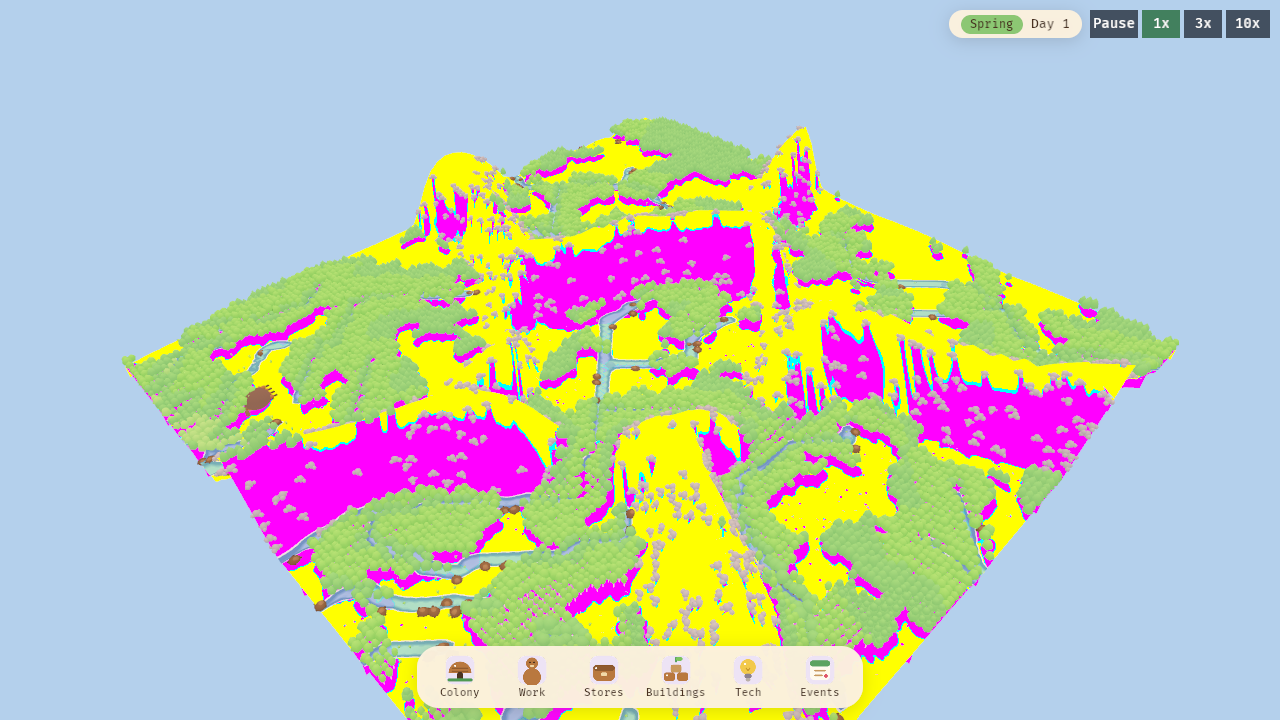 Spring Day 1 Pause 1x 3x 10x
Colony Work Stores Buildings Tech Events